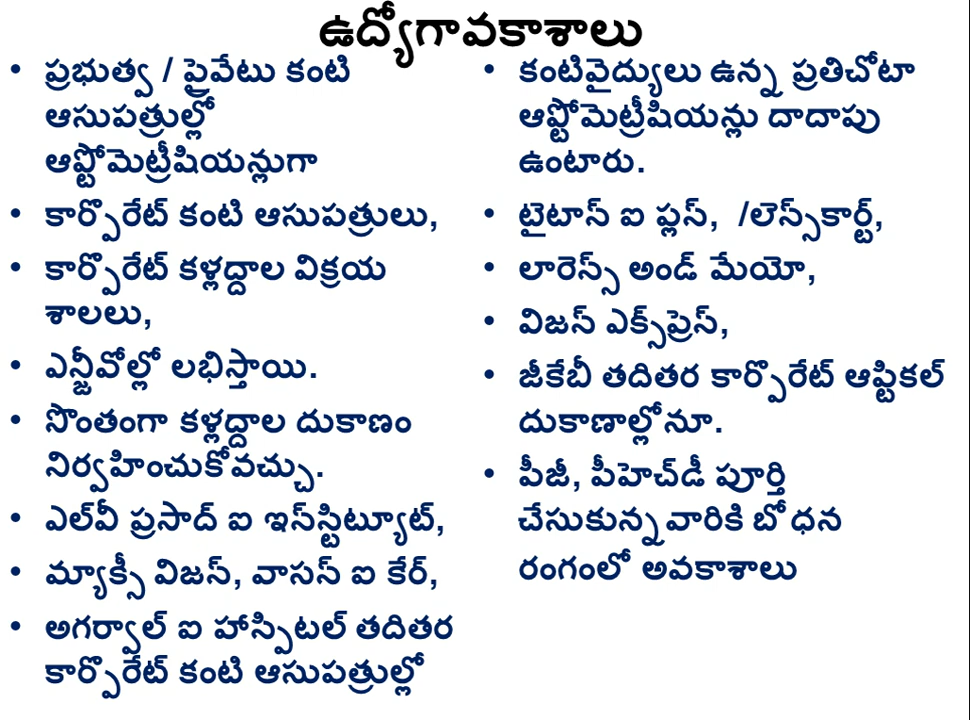 ఉద్యోగావకాశాలు
• ప్రభుత్వ / ప్రైవేటు కంటి
ఆసుపత్రుల్లో
ఆప్టోమెట్రీషియన్లుగా
• కార్పొరేట్ కంటి ఆసుపత్రులు,
• కార్పొరేట్ కళ్లద్దాల విక్రయ
శాలలు,
• ఎన్జీవోల్లో లభిస్తాయి.
• సొంతంగా కళ్లద్దాల దుకాణం
నిర్వహించుకోవచ్చు.
• ఎల్‌వీ ప్రసాద్ ఐ ఇన్‌స్టిట్యూట్,
• మ్యాక్సీ విజన్, వాసన్ ఐ కేర్,
• అగర్వాల్ ఐ హాస్పిటల్ తదితర
కార్పొరేట్ కంటి ఆసుపత్రుల్లో
• కంటివైద్యులు ఉన్న ప్రతిచోటా
ఆప్టోమెట్రీషియన్లు దాదాపు
ఉంటారు.
• టైటాన్ ఐ ప్లస్, /లెన్స్‌కార్ట్,
• లారెన్స్ అండ్ మేయో,
• విజన్ ఎక్స్‌ప్రెస్,
• జీకేబీ తదితర కార్పొరేట్ ఆప్టికల్
దుకాణాల్లోనూ.
• పీజీ, పీహెచ్‌డీ పూర్తి
చేసుకున్నవారికి బోధన
రంగంలో అవకాశాలు